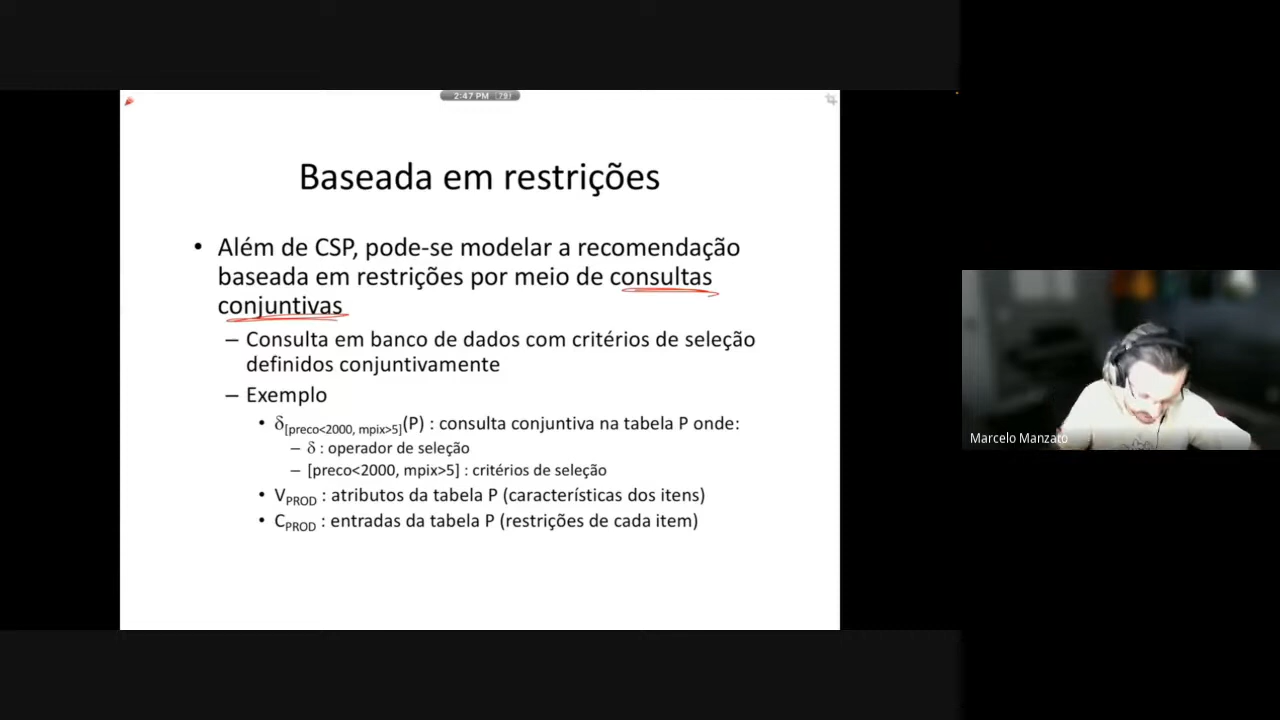 2:47 PM
Baseada em restrições
• Além de CSP, pode-se modelar a recomendação
baseada em restrições por meio de consultas
conjuntivas
– Consulta em banco de dados com critérios de seleção
definidos conjuntivamente
– Exemplo
• δ[preco<2000, mpix>5](P) : consulta conjuntiva na tabela P onde:
– δ : operador de seleção
– [preco<2000, mpix>5] : critérios de seleção
• VPROD : atributos da tabela P (características dos itens)
• CPROD : entradas da tabela P (restrições de cada item)
Marcelo Manzato